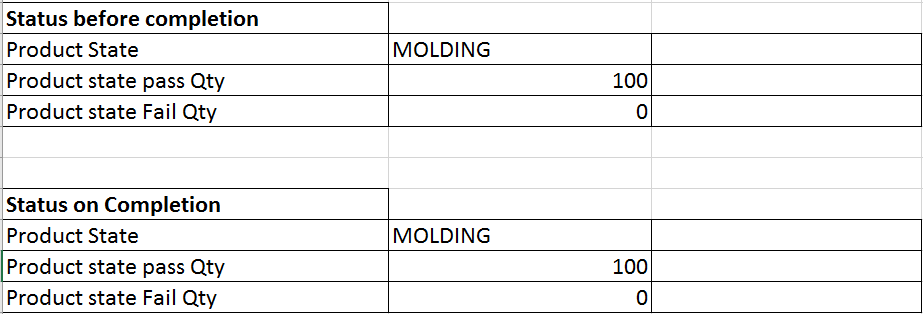 Status before completion
Product State MOLDING
Product state pass Qty 100
Product state Fail Qty 0
Status on Completion
Product State MOLDING
Product state pass Qty 100
Product state Fail Qty 0